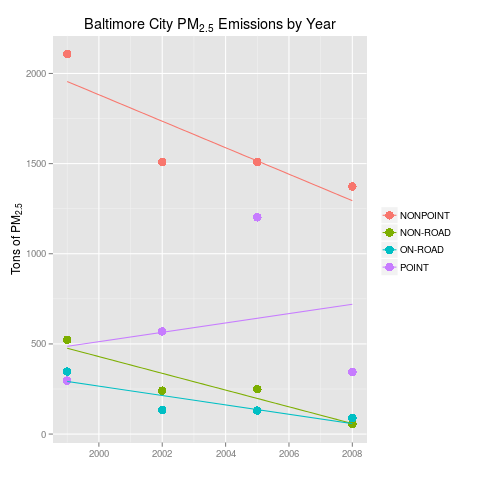 Baltimore City PM2.5 Emissions by Year
Tons of PM2.5
2000
1500
1000
500
0
2000 2002 2004 2006 2008
NONPOINT
NON-ROAD
ON-ROAD
POINT